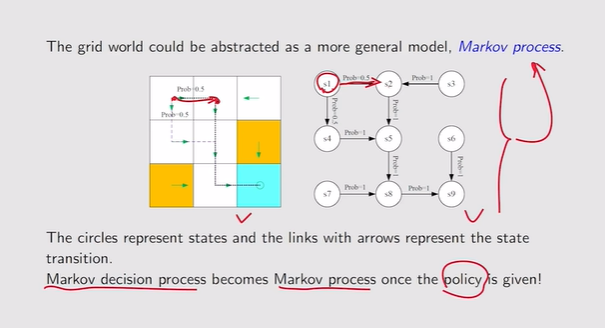 The grid world could be abstracted as a more general model, Markov process.
Prob=0.5
Prob=0.5
Prob=0.5
Prob=1
s1
s2
s3
Prob=0.5
Prob=1
Prob=1
s4
s5
s6
Prob=1
Prob=1
Prob=1
Prob=1
s7
s8
s9
The circles represent states and the links with arrows represent the state
transition.
Markov decision process becomes Markov process once the policy is given!